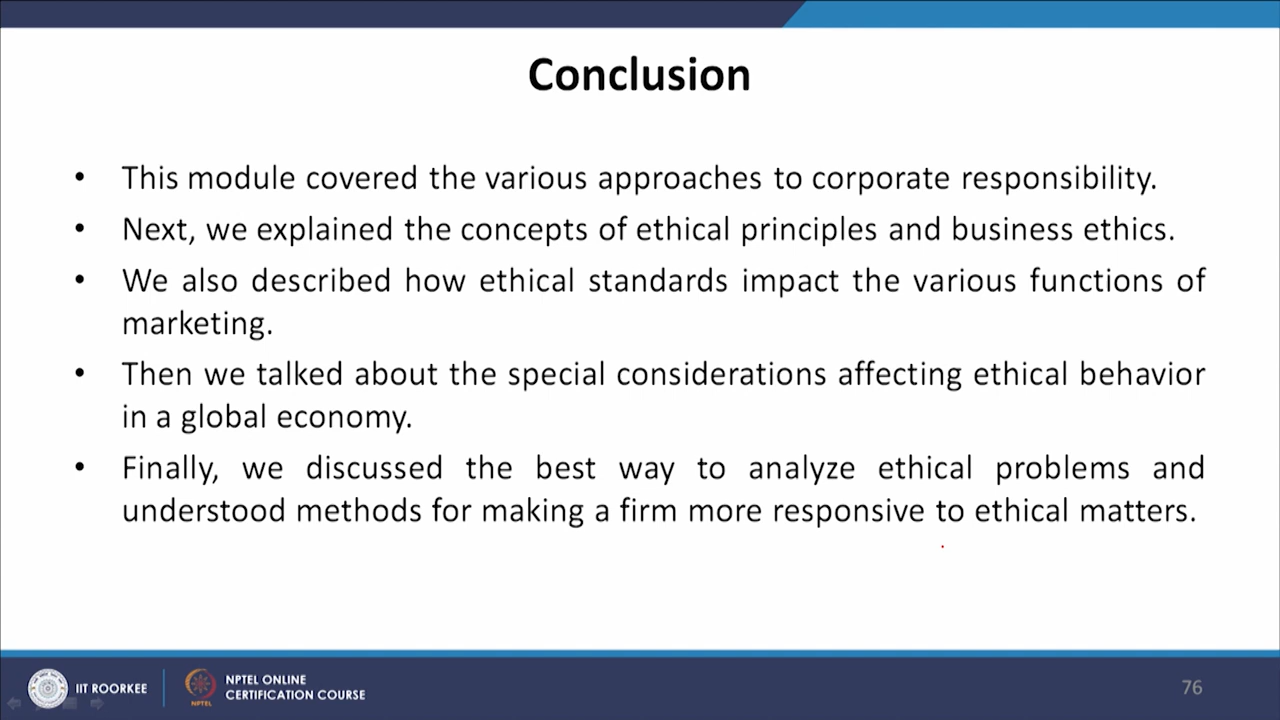 Conclusion
• This module covered the various approaches to corporate responsibility.
• Next, we explained the concepts of ethical principles and business ethics.
• We also described how ethical standards impact the various functions of
marketing.
• Then we talked about the special considerations affecting ethical behavior
in a global economy.
• Finally, we discussed the best way to analyze ethical problems and
understood methods for making a firm more responsive to ethical matters.
IIT ROORKEE
NPTEL
NPTEL ONLINE
CERTIFICATION COURSE
76